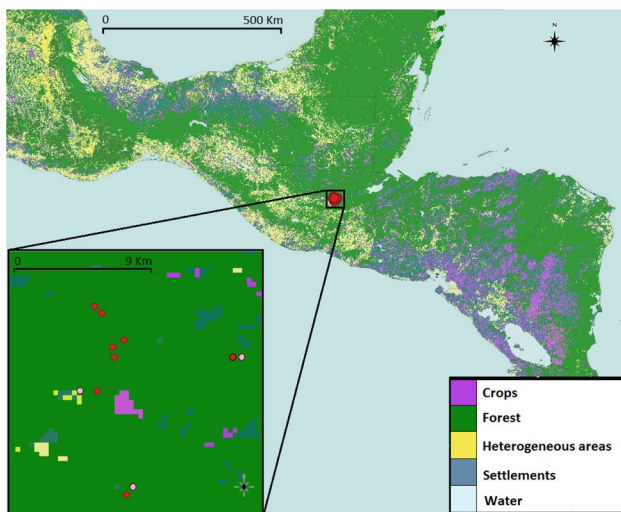 0 500 Km
N
0 9 Km
Crops
Forest
Heterogeneous areas
Settlements
Water